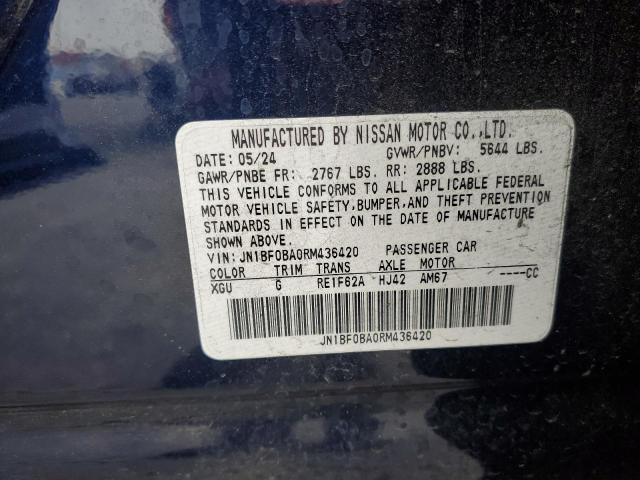 MANUFACTURED BY NISSAN MOTOR CO.,LTD.
DATE: 05/24 GVWR/PNBV: 5644 LBS.
GAWR/PNBE FR: 2767 LBS. RR: 2888 LBS.
THIS VEHICLE CONFORMS TO ALL APPLICABLE FEDERAL
MOTOR VEHICLE SAFETY,BUMPER,AND THEFT PREVENTION
STANDARDS IN EFFECT ON THE DATE OF MANUFACTURE
SHOWN ABOVE.
VIN: JN1BF0BA0RM436420 PASSENGER CAR
COLOR TRIM TRANS AXLE MOTOR
XGU G RE1F62A HJ42 AM67 ----CC
JN1BF0BA0RM436420